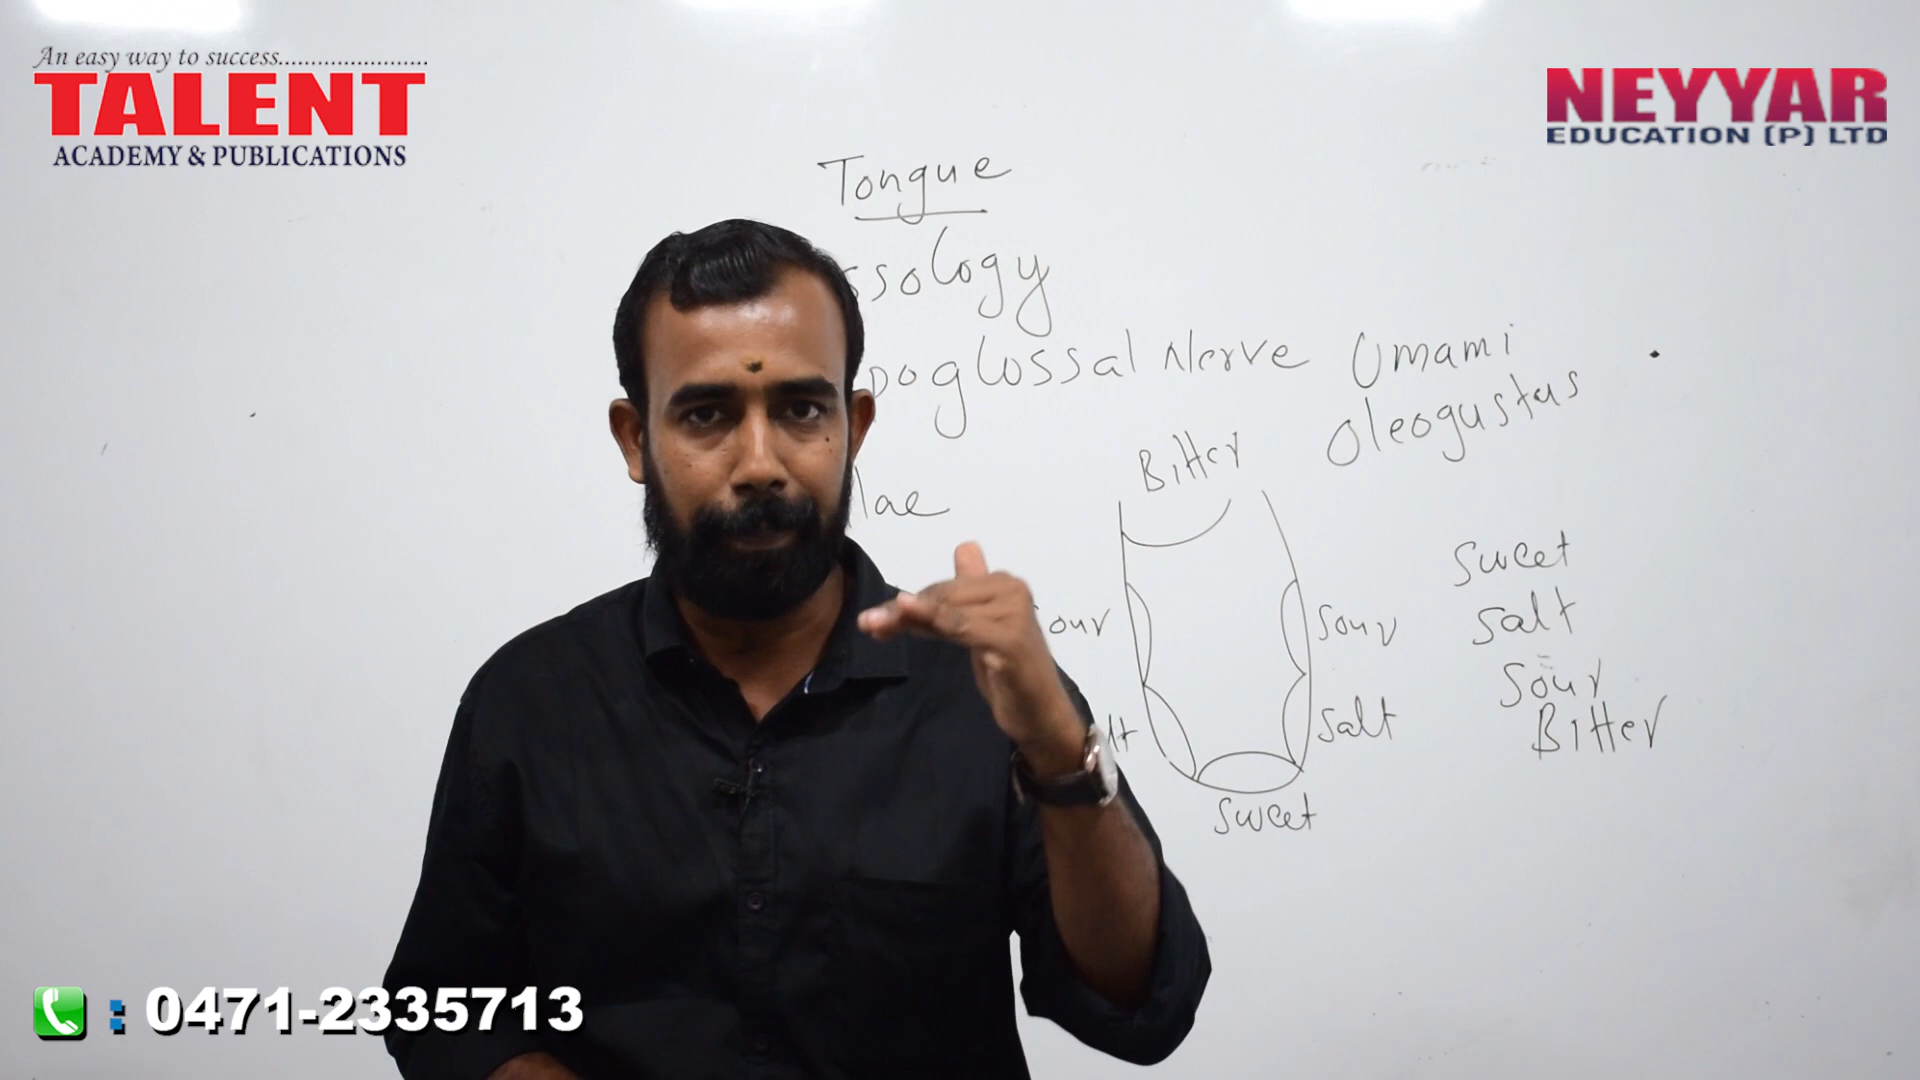 An easy way to success........................
TALENT
ACADEMY & PUBLICATIONS
NEYYAR
EDUCATION (P) LTD
Tongue
ssology
poglossal Nerve
Umami
Oleogustus
Bitter
lae
our
Sour
lt
Salt
Sweet
Sweet
Salt
Sour
Bitter
: 0471-2335713